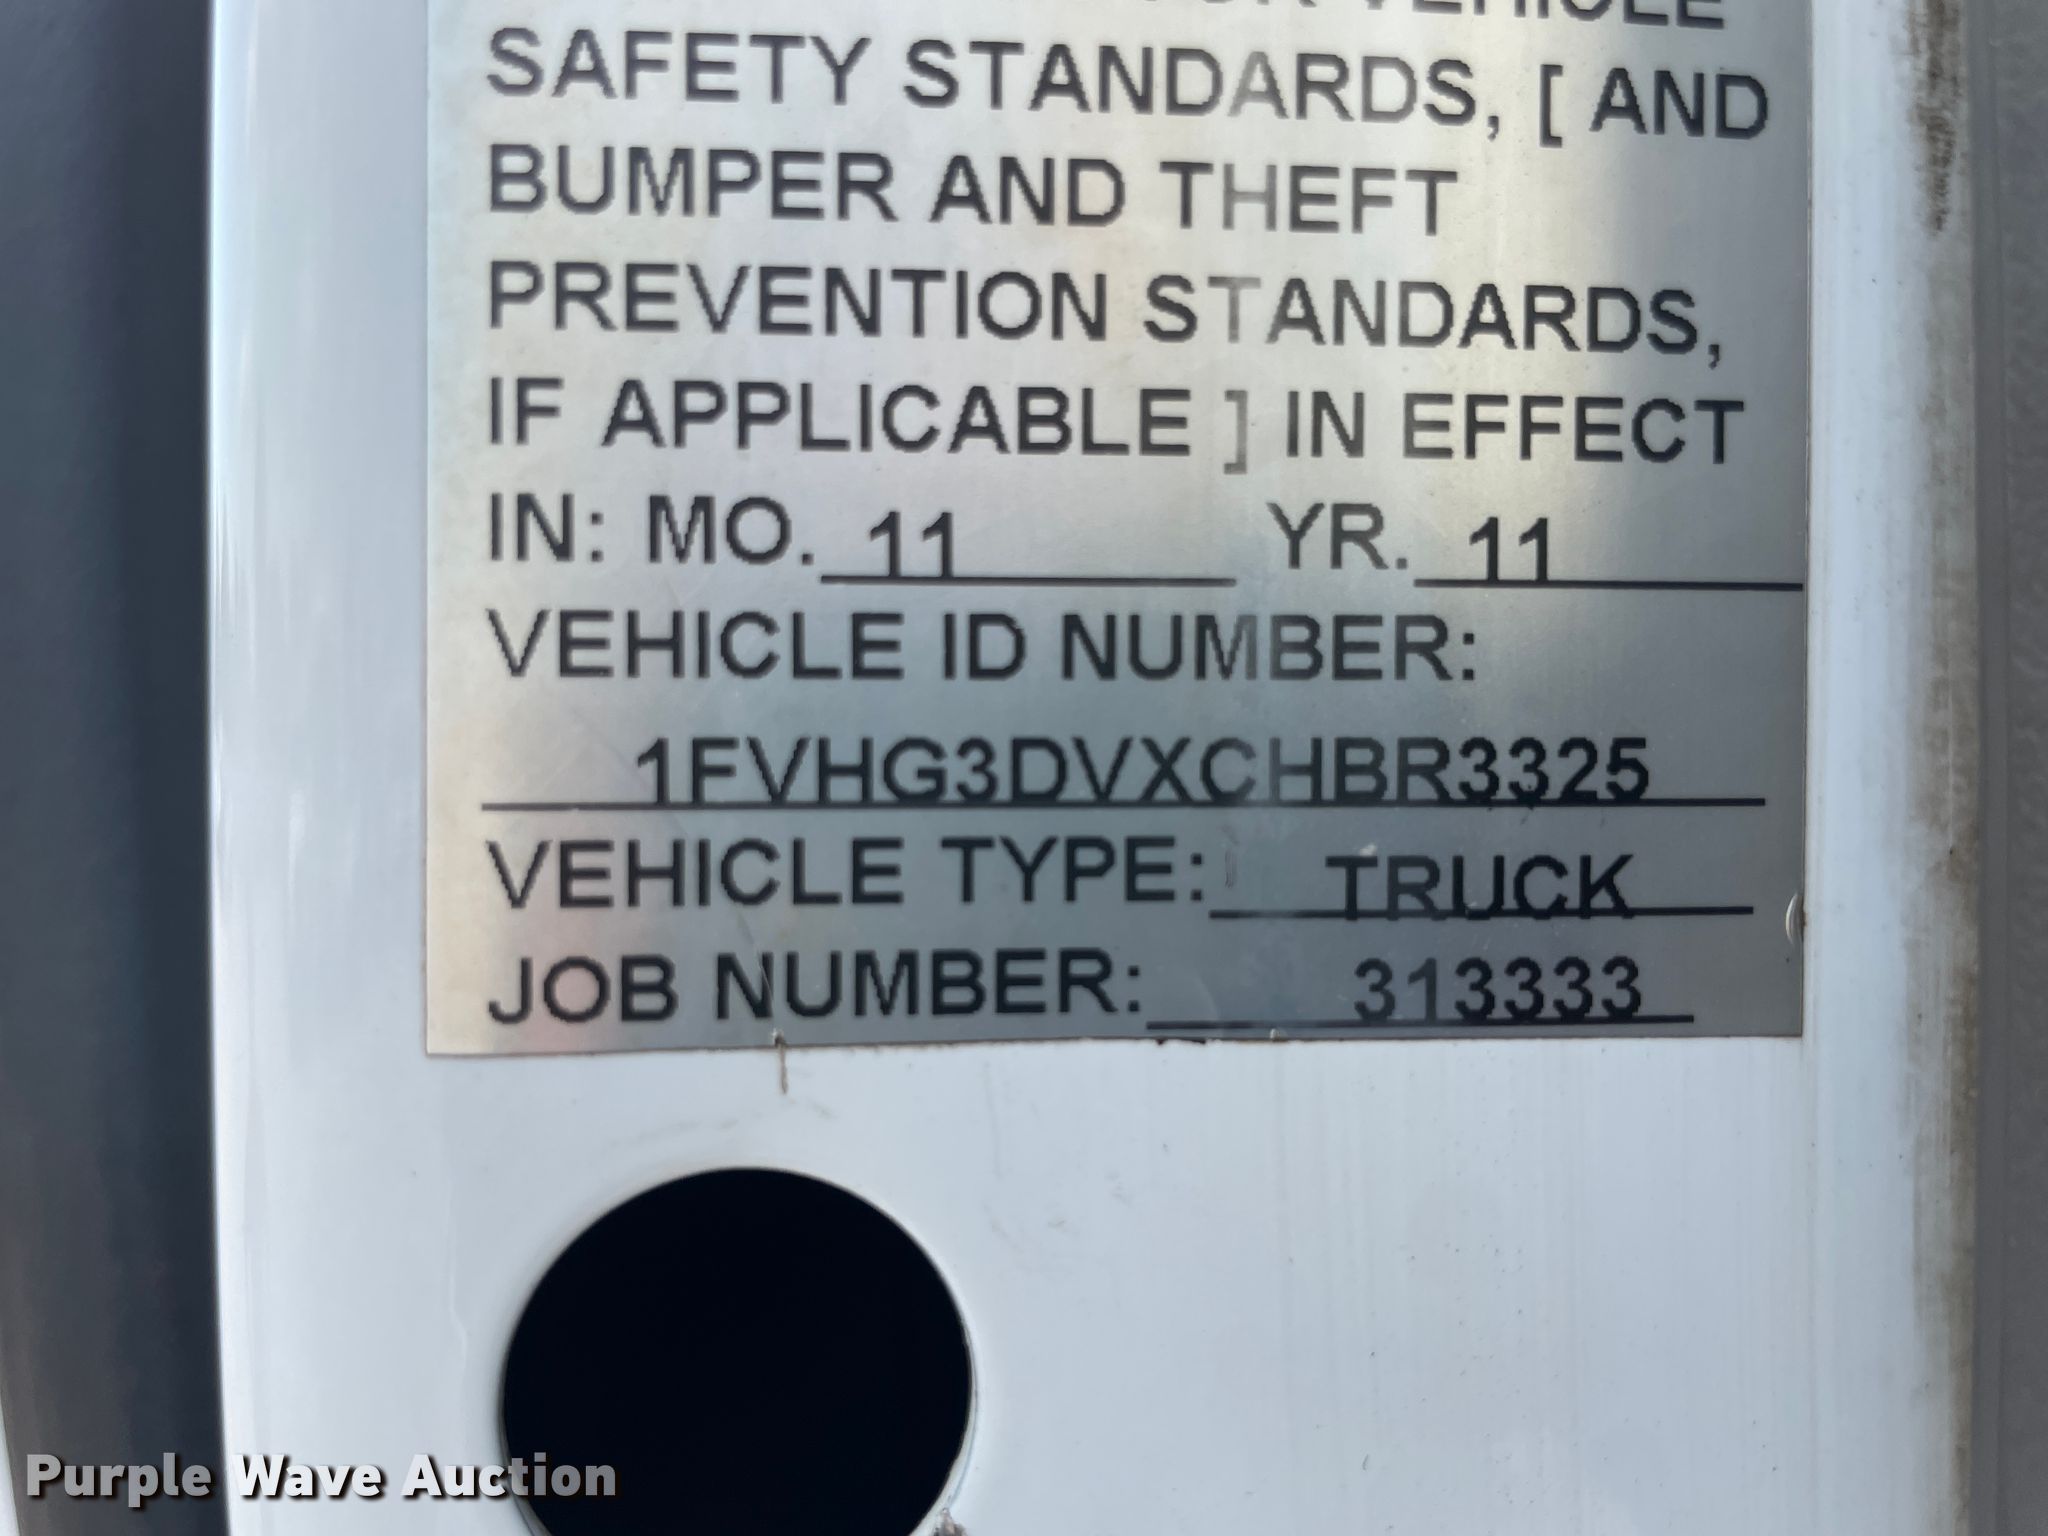 VEHICLE
SAFETY STANDARDS, [ AND
BUMPER AND THEFT
PREVENTION STANDARDS,
IF APPLICABLE ] IN EFFECT
IN: MO. 11 YR. 11
VEHICLE ID NUMBER:
1FVHG3DVXCHBR3325
VEHICLE TYPE: TRUCK
JOB NUMBER: 313333
Purple Wave Auction